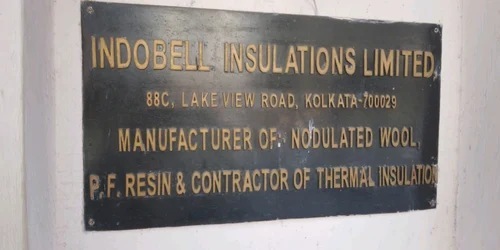 INDOBELL INSULATIONS LIMITED
88C, LAKE VIEW ROAD, KOLKATA-700029
MANUFACTURER OF NODULATED WOOL,
P.F. RESIN & CONTRACTOR OF THERMAL INSULATION